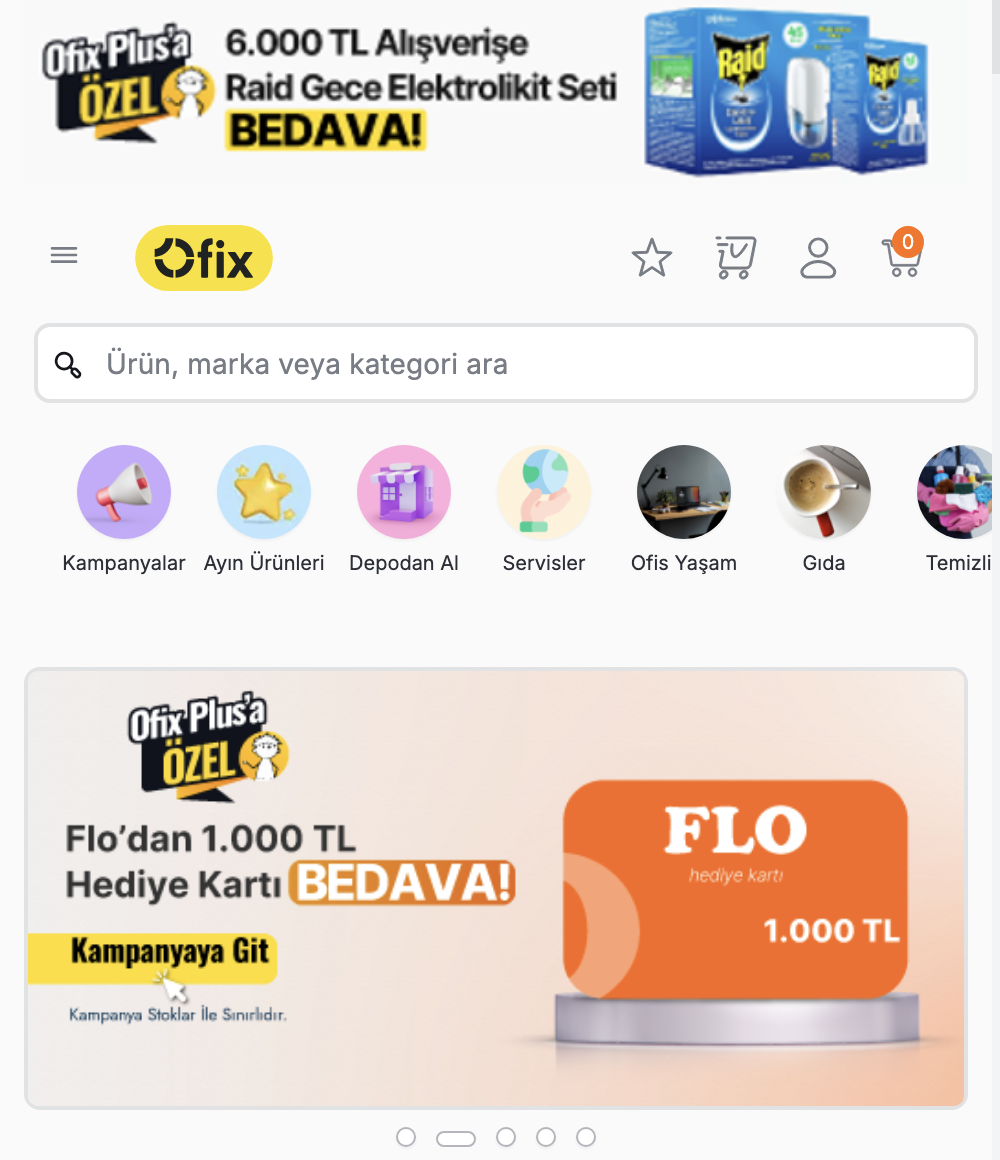 Ofix Plus'a
ÖZEL
6.000 TL Alışverişe
Raid Gece Elektrolikit Seti
BEDAVA!
Raid
45
Raid
Ofix
0
Ürün, marka veya kategori ara
Kampanyalar
Ayın Ürünleri
Depodan Al
Servisler
Ofis Yaşam
Gıda
Temizli
Ofix Plus'a
ÖZEL
Flo’dan 1.000 TL
Hediye Kartı BEDAVA!
Kampanyaya Git
Kampanya Stoklar İle Sınırlıdır.
FLO
hediye kartı
1.000 TL